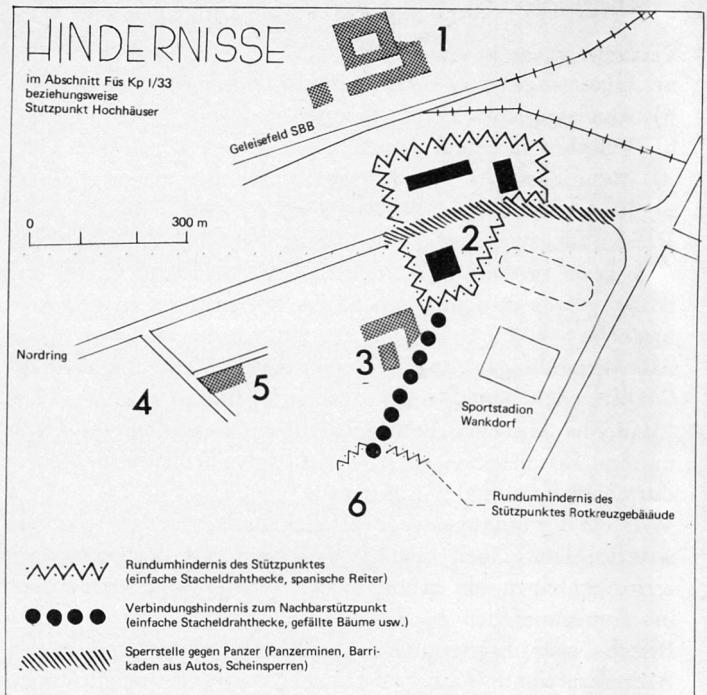 HINDERNISSE
im Abschnitt Füs Kp I/33
beziehungsweise
Stutzpunkt Hochhäuser
1
Geleisefeld SBB
0 300 m
2
Nordring
3
4
5
Sportstadion
Wankdorf
6
Rundumhindernis des
Stützpunktes Rotkreuzgebäüde
Rundumhindernis des Stützpunktes
(einfache Stacheldrahthecke, spanische Reiter)
Verbindungshindernis zum Nachbarstützpunkt
(einfache Stacheldrahthecke, gefällte Bäume usw.)
Sperrstelle gegen Panzer (Panzerminen, Barri-
kaden aus Autos, Scheinsperren)